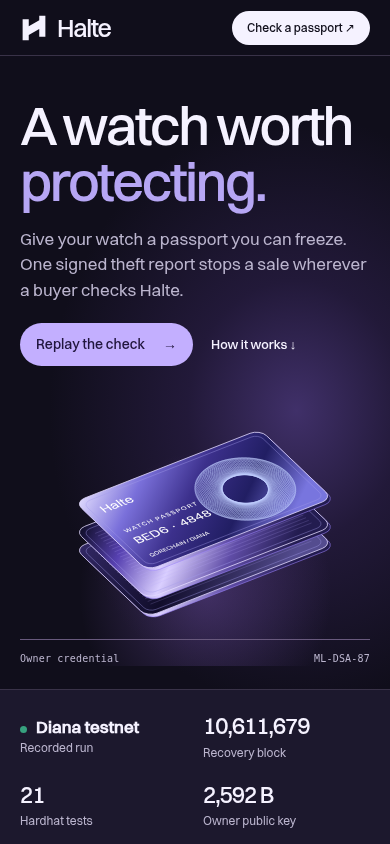 Halte
Check a passport ↗
A watch worth
protecting.
Give your watch a passport you can freeze.
One signed theft report stops a sale wherever
a buyer checks Halte.
Replay the check →
How it works ↓
Halte
WATCH PASSPORT
BED6 · 4848
QORECHAIN / DIANA
Owner credential
ML-DSA-87
Diana testnet
Recorded run
10,611,679
Recovery block
21
Hardhat tests
2,592 B
Owner public key